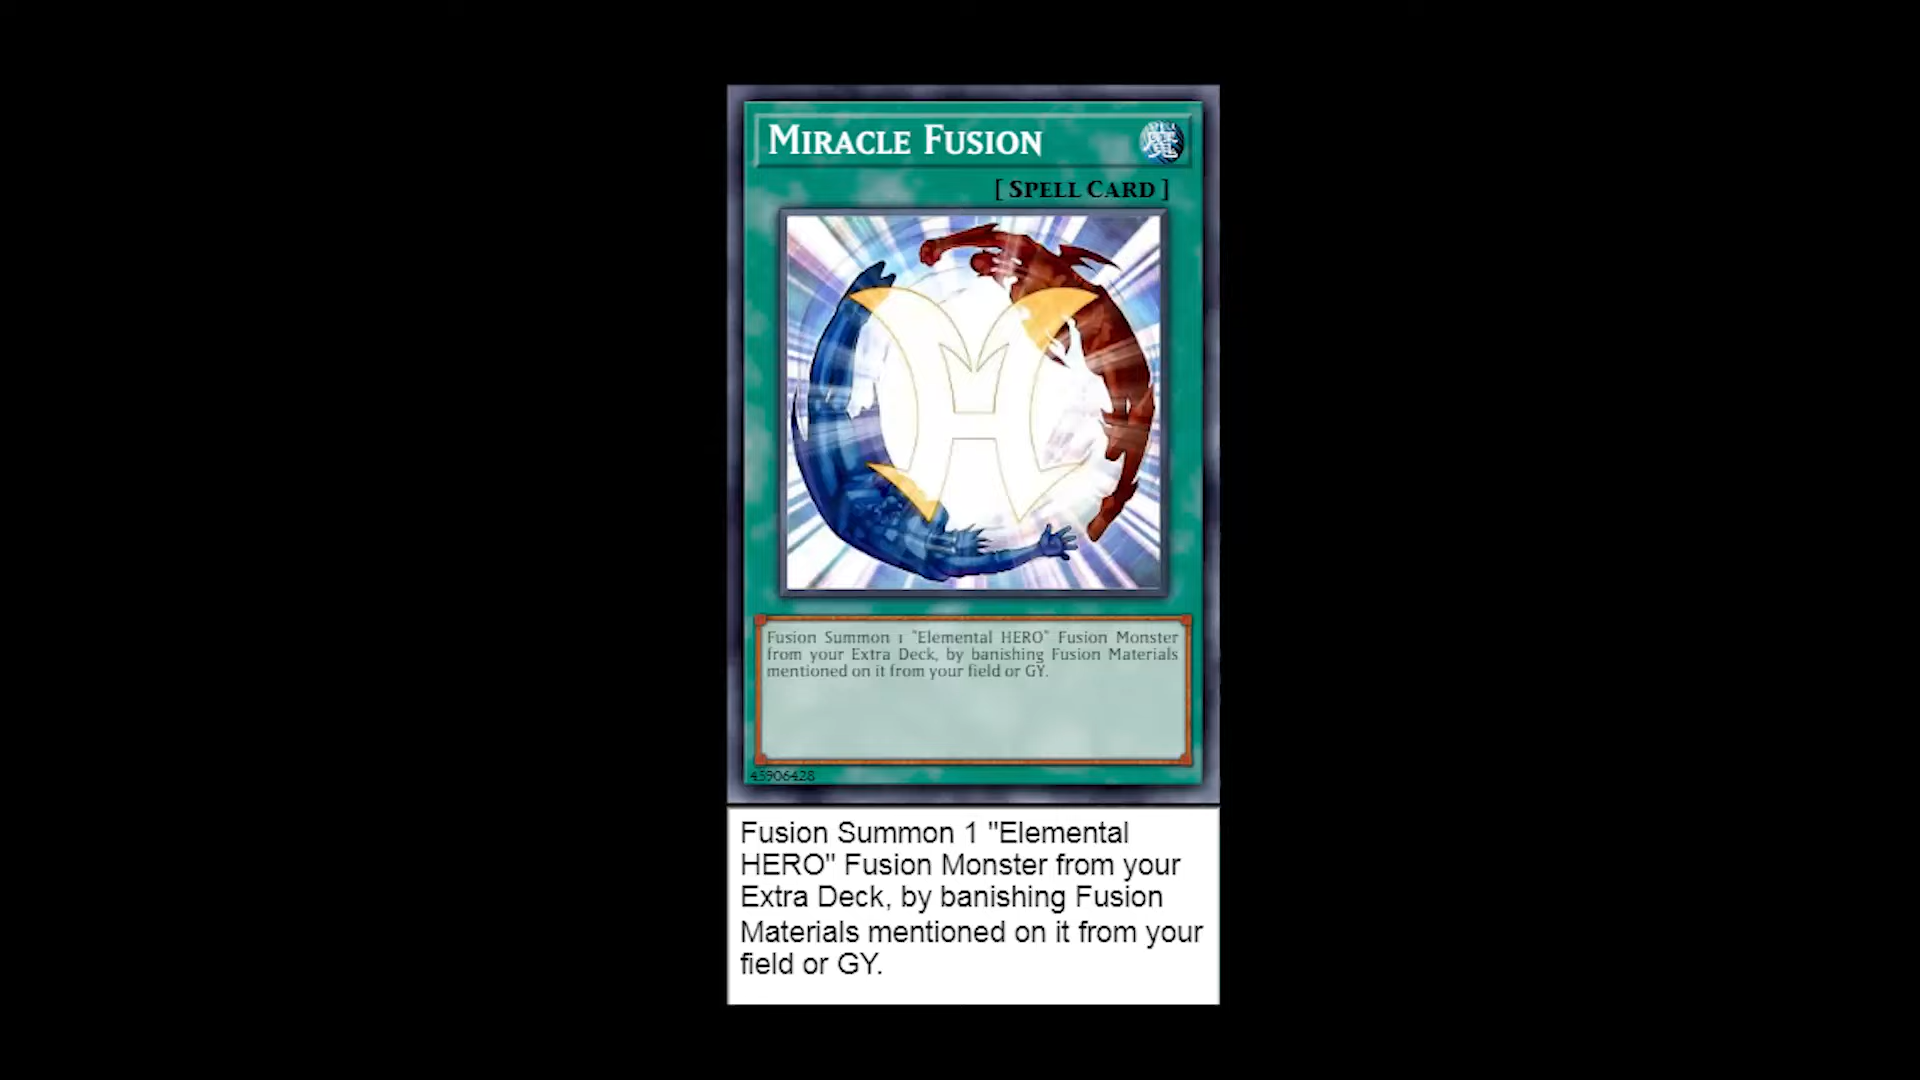 MIRACLE FUSION
魔
[ SPELL CARD ]
Fusion Summon 1 "Elemental HERO" Fusion Monster
from your Extra Deck, by banishing Fusion Materials
mentioned on it from your field or GY.
45906428
Fusion Summon 1 "Elemental
HERO" Fusion Monster from your
Extra Deck, by banishing Fusion
Materials mentioned on it from your
field or GY.